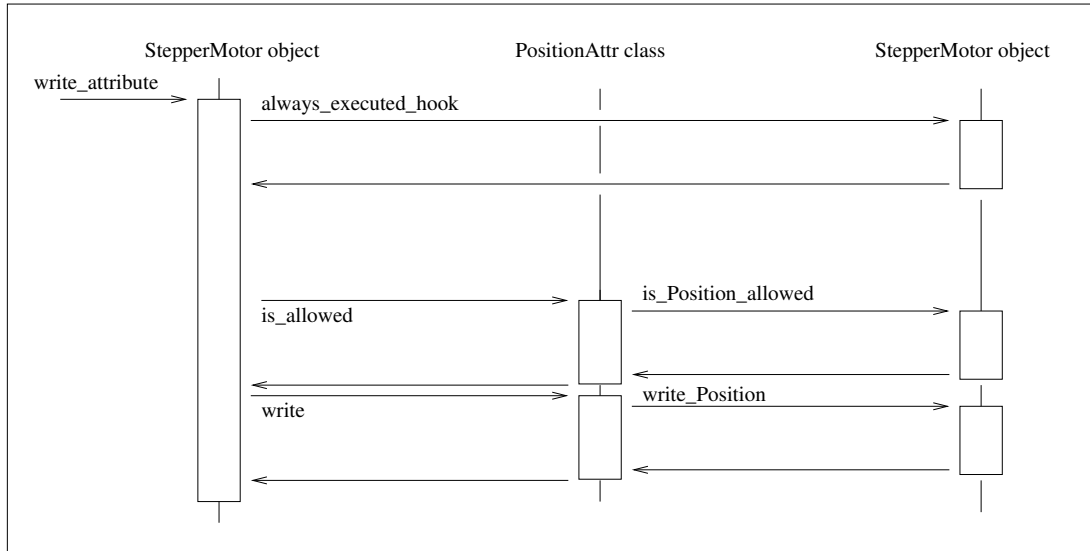 StepperMotor object
PositionAttr class
StepperMotor object
write_attribute
always_executed_hook
is_Position_allowed
is_allowed
write_Position
write